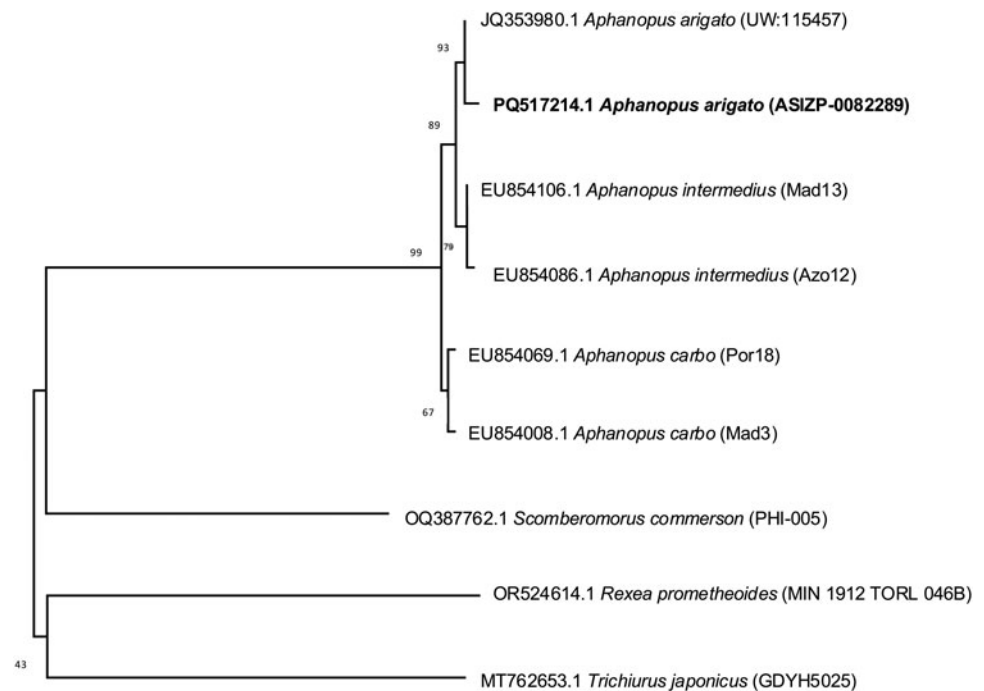 JQ353980.1 Aphanopus arigato (UW:115457)
93
PQ517214.1 Aphanopus arigato (ASIZP-0082289)
89
EU854106.1 Aphanopus intermedius (Mad13)
99
79
EU854086.1 Aphanopus intermedius (Azo12)
EU854069.1 Aphanopus carbo (Por18)
67
EU854008.1 Aphanopus carbo (Mad3)
OQ387762.1 Scomberomorus commerson (PHI-005)
OR524614.1 Rexea prometheoides (MIN 1912 TORL 046B)
43
MT762653.1 Trichiurus japonicus (GDYH5025)